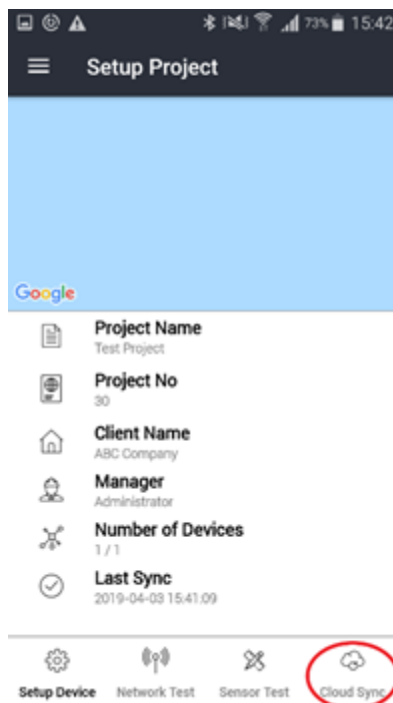 73% 15:42
Setup Project
Google
Project Name
Test Project
Project No
30
Client Name
ABC Company
Manager
Administrator
Number of Devices
1 / 1
Last Sync
2019-04-03 15:41:09
Setup Device Network Test Sensor Test Cloud Sync